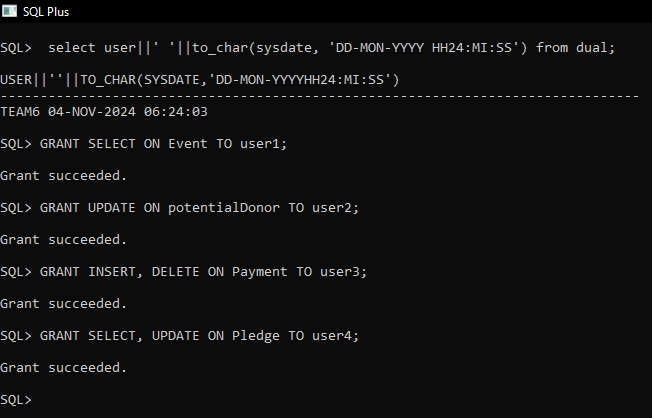 SQL Plus
SQL>  select user||' '||to_char(sysdate, 'DD-MON-YYYY HH24:MI:SS') from dual;
USER||''||TO_CHAR(SYSDATE,'DD-MON-YYYYHH24:MI:SS')
--------------------------------------------------------------------------------
TEAM6 04-NOV-2024 06:24:03
SQL> GRANT SELECT ON Event TO user1;
Grant succeeded.
SQL> GRANT UPDATE ON potentialDonor TO user2;
Grant succeeded.
SQL> GRANT INSERT, DELETE ON Payment TO user3;
Grant succeeded.
SQL> GRANT SELECT, UPDATE ON Pledge TO user4;
Grant succeeded.
SQL>